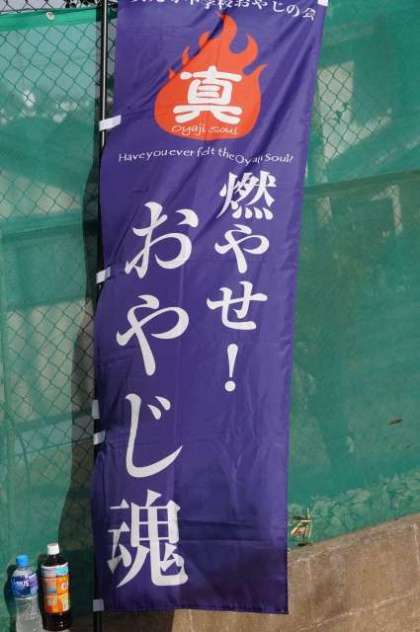 中学校おやじの会
真
Oyaji Soul
Have you ever felt the Oyaji Soul?
燃やせ！
おやじ魂